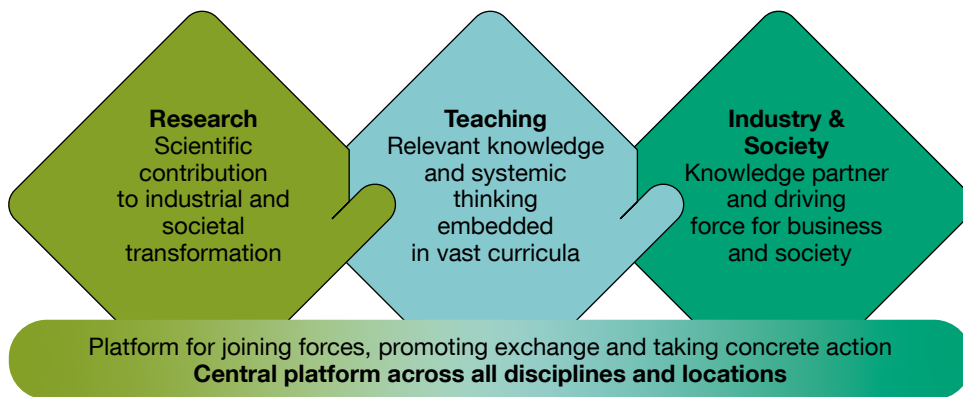 Research
Scientific
contribution
to industrial and
societal
transformation
Teaching
Relevant knowledge
and systemic
thinking
embedded
in vast curricula
Industry &
Society
Knowledge partner
and driving
force for business
and society
Platform for joining forces, promoting exchange and taking concrete action
Central platform across all disciplines and locations